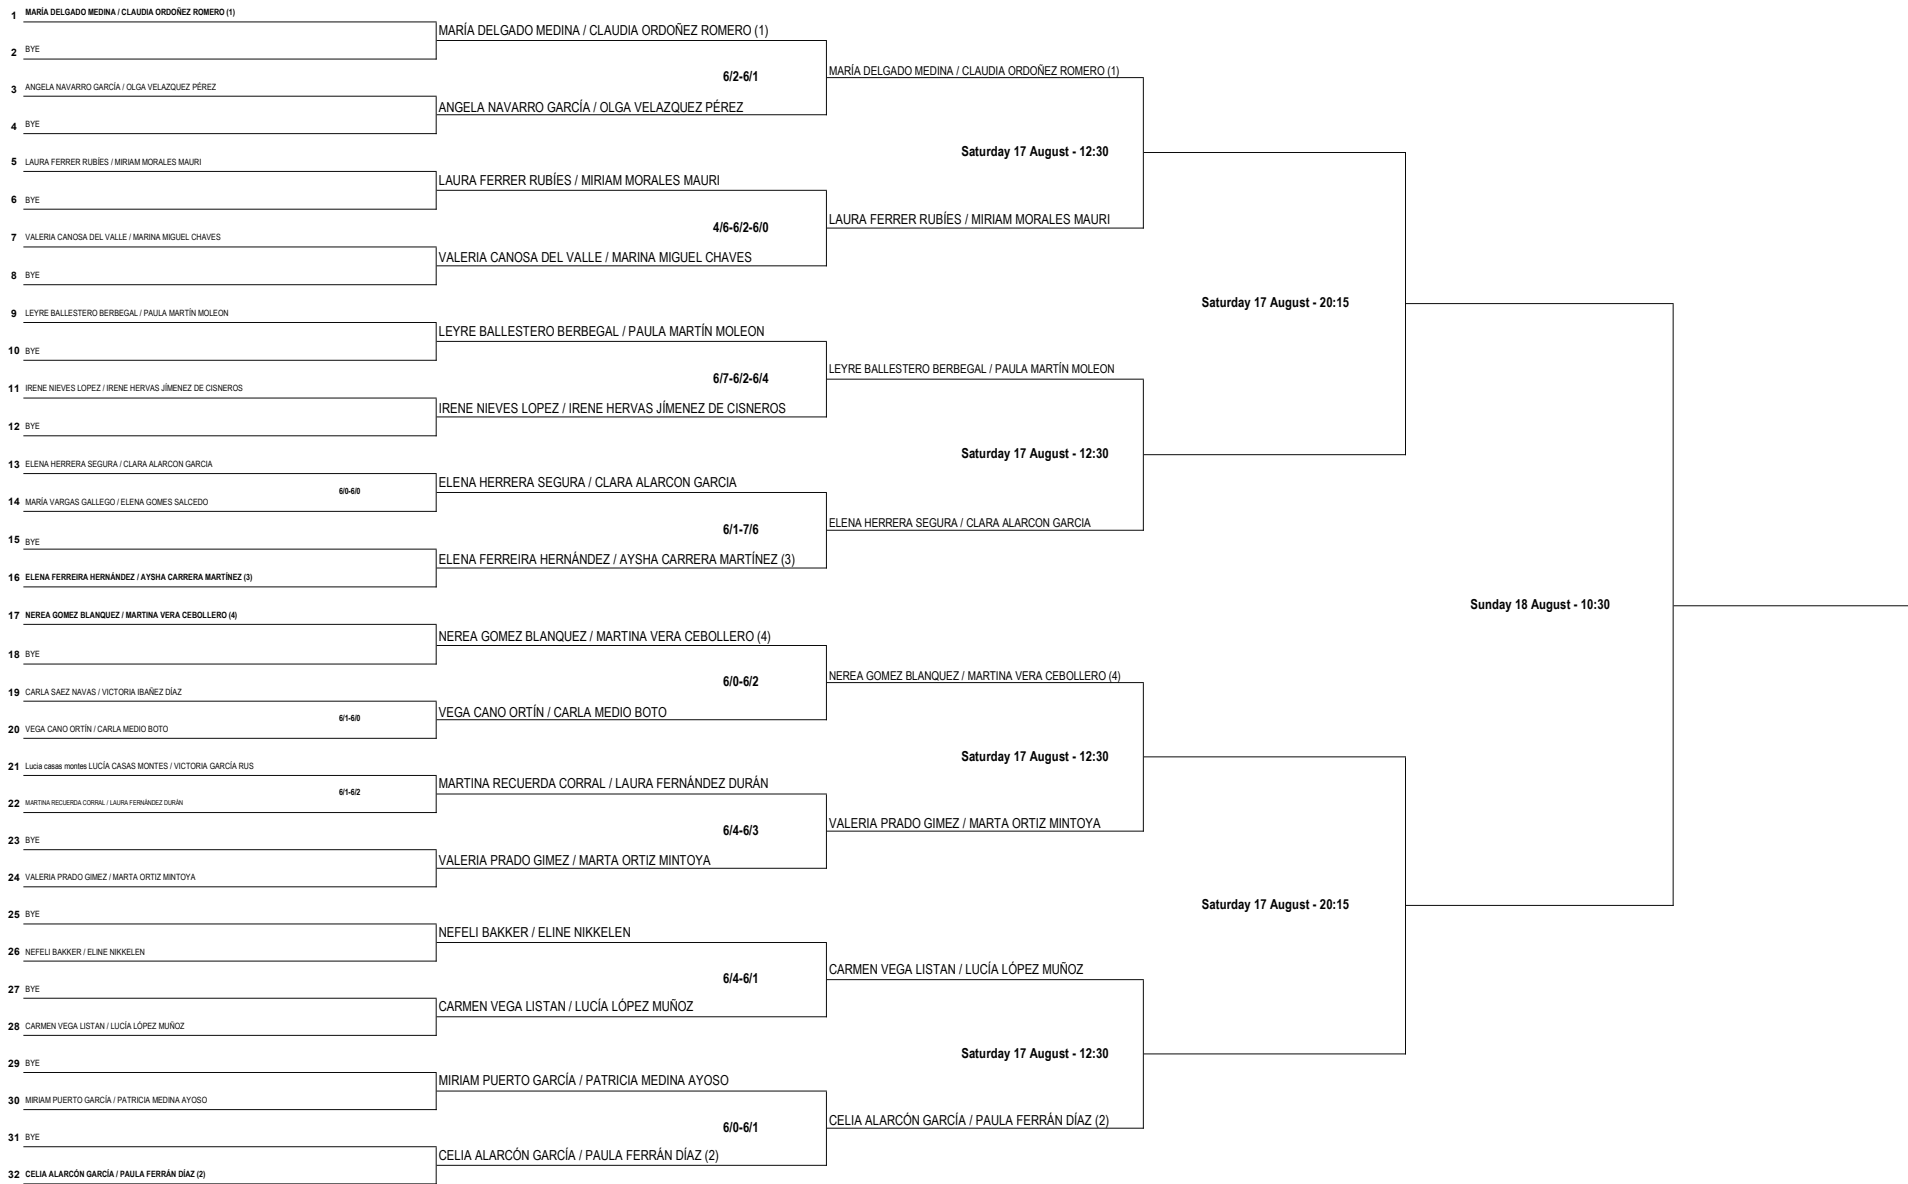 1 MARÍA DELGADO MEDINA / CLAUDIA ORDOÑEZ ROMERO (1)
2 BYE
3 ANGELA NAVARRO GARCÍA / OLGA VELAZQUEZ PÉREZ
4 BYE
5 LAURA FERRER RUBÍES / MIRIAM MORALES MAURI
6 BYE
7 VALERIA CANOSA DEL VALLE / MARINA MIGUEL CHAVES
8 BYE
9 LEYRE BALLESTERO BERBEGAL / PAULA MARTÍN MOLEON
10 BYE
11 IRENE NIEVES LOPEZ / IRENE HERVAS JÍMENEZ DE CISNEROS
12 BYE
13 ELENA HERRERA SEGURA / CLARA ALARCON GARCIA
6/0-6/0
14 MARÍA VARGAS GALLEGO / ELENA GOMES SALCEDO
15 BYE
16 ELENA FERREIRA HERNÁNDEZ / AYSHA CARRERA MARTÍNEZ (3)
17 NEREA GOMEZ BLANQUEZ / MARTINA VERA CEBOLLERO (4)
18 BYE
19 CARLA SAEZ NAVAS / VICTORIA IBAÑEZ DÍAZ
6/1-6/0
20 VEGA CANO ORTÍN / CARLA MEDIO BOTO
21 Lucia casas montes LUCÍA CASAS MONTES / VICTORIA GARCÍA RUS
6/1-6/2
22 MARTINA RECUERDA CORRAL / LAURA FERNÁNDEZ DURÁN
23 BYE
24 VALERIA PRADO GIMEZ / MARTA ORTIZ MINTOYA
25 BYE
26 NEFELI BAKKER / ELINE NIKKELEN
27 BYE
28 CARMEN VEGA LISTAN / LUCÍA LÓPEZ MUÑOZ
29 BYE
30 MIRIAM PUERTO GARCÍA / PATRICIA MEDINA AYOSO
31 BYE
32 CELIA ALARCÓN GARCÍA / PAULA FERRÁN DÍAZ (2)
MARÍA DELGADO MEDINA / CLAUDIA ORDOÑEZ ROMERO (1)
6/2-6/1
ANGELA NAVARRO GARCÍA / OLGA VELAZQUEZ PÉREZ
LAURA FERRER RUBÍES / MIRIAM MORALES MAURI
4/6-6/2-6/0
VALERIA CANOSA DEL VALLE / MARINA MIGUEL CHAVES
LEYRE BALLESTERO BERBEGAL / PAULA MARTÍN MOLEON
6/7-6/2-6/4
IRENE NIEVES LOPEZ / IRENE HERVAS JÍMENEZ DE CISNEROS
ELENA HERRERA SEGURA / CLARA ALARCON GARCIA
6/1-7/6
ELENA FERREIRA HERNÁNDEZ / AYSHA CARRERA MARTÍNEZ (3)
NEREA GOMEZ BLANQUEZ / MARTINA VERA CEBOLLERO (4)
6/0-6/2
VEGA CANO ORTÍN / CARLA MEDIO BOTO
MARTINA RECUERDA CORRAL / LAURA FERNÁNDEZ DURÁN
6/4-6/3
VALERIA PRADO GIMEZ / MARTA ORTIZ MINTOYA
NEFELI BAKKER / ELINE NIKKELEN
6/4-6/1
CARMEN VEGA LISTAN / LUCÍA LÓPEZ MUÑOZ
MIRIAM PUERTO GARCÍA / PATRICIA MEDINA AYOSO
6/0-6/1
CELIA ALARCÓN GARCÍA / PAULA FERRÁN DÍAZ (2)
MARÍA DELGADO MEDINA / CLAUDIA ORDOÑEZ ROMERO (1)
Saturday 17 August - 12:30
LAURA FERRER RUBÍES / MIRIAM MORALES MAURI
LEYRE BALLESTERO BERBEGAL / PAULA MARTÍN MOLEON
Saturday 17 August - 12:30
ELENA HERRERA SEGURA / CLARA ALARCON GARCIA
NEREA GOMEZ BLANQUEZ / MARTINA VERA CEBOLLERO (4)
Saturday 17 August - 12:30
VALERIA PRADO GIMEZ / MARTA ORTIZ MINTOYA
CARMEN VEGA LISTAN / LUCÍA LÓPEZ MUÑOZ
Saturday 17 August - 12:30
CELIA ALARCÓN GARCÍA / PAULA FERRÁN DÍAZ (2)
Saturday 17 August - 20:15
Saturday 17 August - 20:15
Sunday 18 August - 10:30